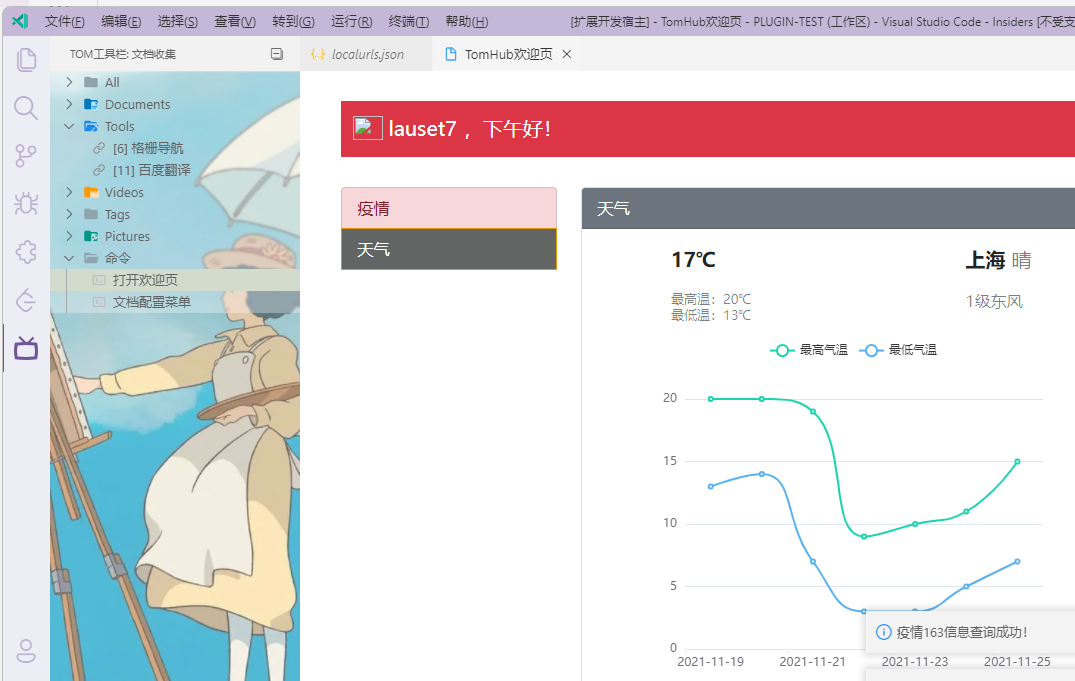 文件(F) 编辑(E) 选择(S) 查看(V) 转到(G) 运行(R) 终端(T) 帮助(H) [扩展开发宿主] - TomHub欢迎页 - PLUGIN-TEST (工作区) - Visual Studio Code - Insiders [不受支
TOM工具栏: 文档收集
localurls.json
TomHub欢迎页
All
Documents
Tools
[6] 格栅导航
[11] 百度翻译
Videos
Tags
Pictures
命令
打开欢迎页
文档配置菜单
lauset7 ，下午好！
疫情
天气
天气
17℃
上海 晴
最高温：20℃
最低温：13℃
1级东风
最高气温 最低气温
20
15
10
5
0
2021-11-19 2021-11-21 2021-11-23 2021-11-25
疫情163信息查询成功!